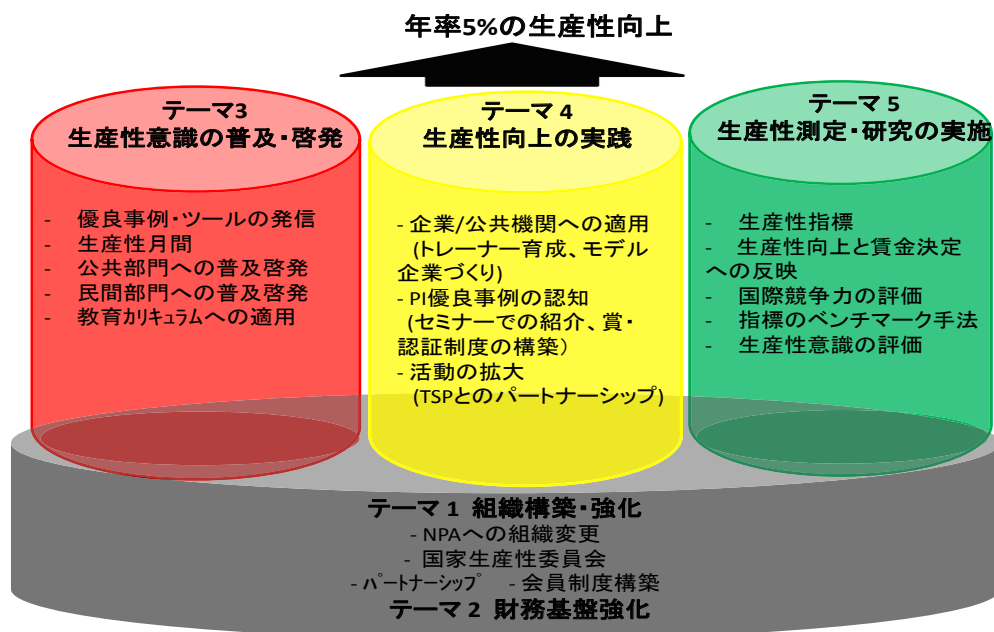 年率5%の生産性向上
テーマ3
生産性意識の普及・啓発
- 優良事例・ツールの発信
- 生産性月間
- 公共部門への普及啓発
- 民間部門への普及啓発
- 教育カリキュラムへの適用
テーマ 4
生産性向上の実践
- 企業/公共機関への適用
(トレーナー育成、モデル
企業づくり)
- PI優良事例の認知
(セミナーでの紹介、賞・
認証制度の構築）
- 活動の拡大
(TSPとのパートナーシップ)
テーマ 5
生産性測定・研究の実施
- 生産性指標
- 生産性向上と賃金決定
への反映
- 国際競争力の評価
- 指標のベンチマーク手法
- 生産性意識の評価
テーマ 1 組織構築・強化
- NPAへの組織変更
- 国家生産性委員会
- ﾊﾟｰﾄﾅｰｼｯﾌﾟ - 会員制度構築
テーマ 2 財務基盤強化